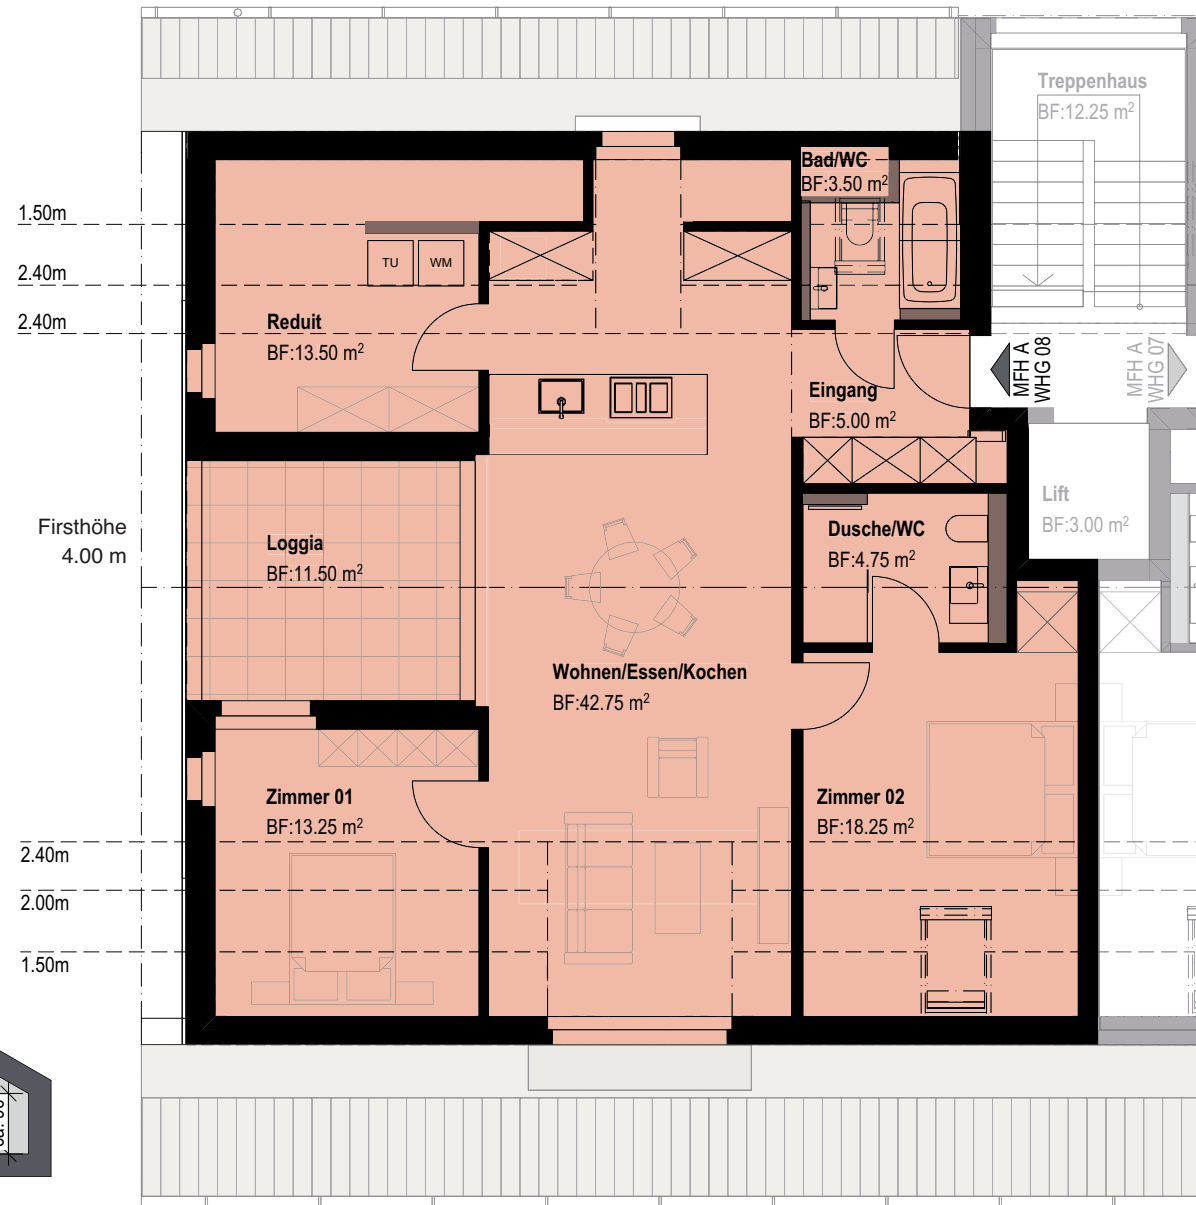 Treppenhaus
BF:12.25 m²
Bad/WC
BF:3.50 m²
1.50m
2.40m
2.40m
TU
WM
Reduit
BF:13.50 m²
Eingang
BF:5.00 m²
MFH A
WHG 08
MFH A
WHG 07
Lift
BF:3.00 m²
Firsthöhe
4.00 m
Loggia
BF:11.50 m²
Dusche/WC
BF:4.75 m²
Wohnen/Essen/Kochen
BF:42.75 m²
Zimmer 01
BF:13.25 m²
Zimmer 02
BF:18.25 m²
2.40m
2.00m
1.50m